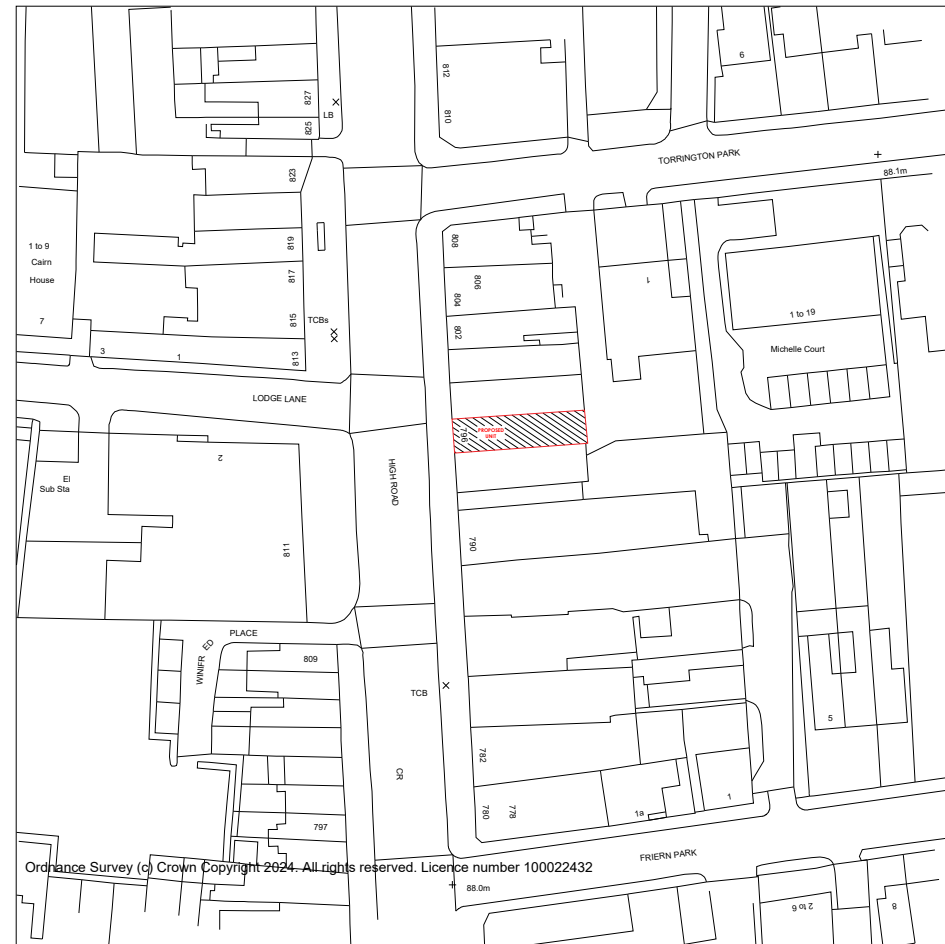 6
812
827
LB
810
825
TORRINGTON PARK
88.1m
823
808
819
1 to 9
Cairn
House
817
806
1
804
1 to 19
7
815
TCBs
802
3
1
813
Michelle Court
LODGE LANE
796
PROPOSED
UNIT
2
HIGH ROAD
El
Sub Sta
811
790
PLACE
WINIFR
ED
809
TCB
5
782
CR
780
778
1a
1
797
FRIERN PARK
Ordnance Survey (c) Crown Copyright 2024. All rights reserved. Licence number 100022432
88.0m
2 to 6
8